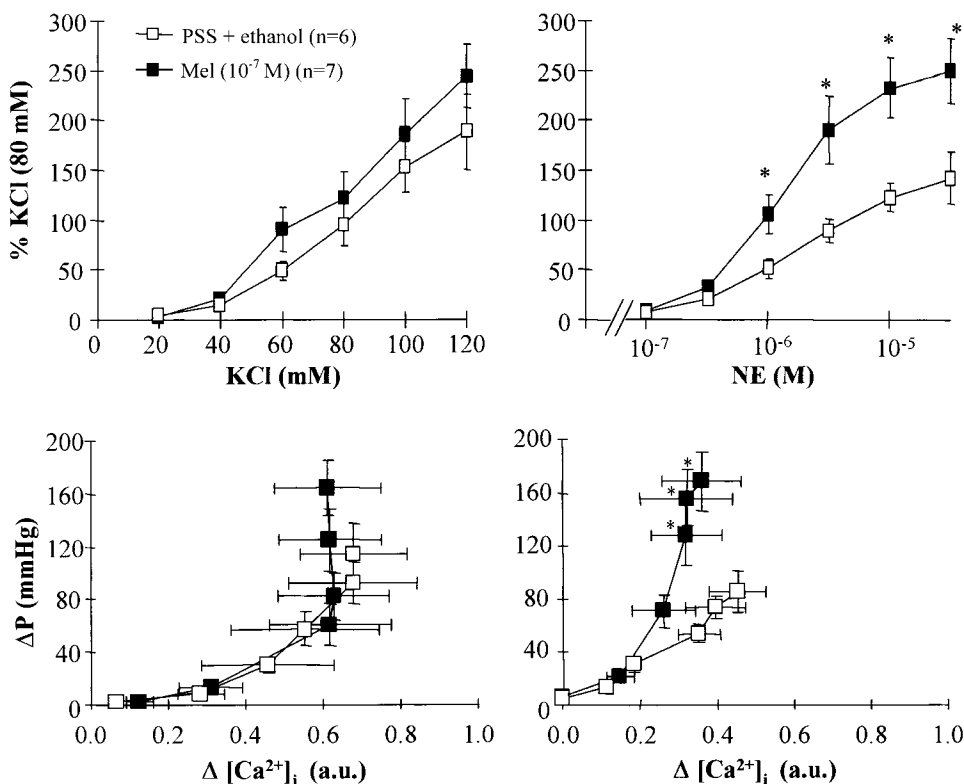 % KCl (80 mM)
300
250
200
150
100
50
0
PSS + ethanol (n=6)
Mel (10⁻⁷ M) (n=7)
0 20 40 60 80 100 120
KCl (mM)
300
250
200
150
100
50
0
* * * *
10⁻⁷ 10⁻⁶ 10⁻⁵
NE (M)
ΔP (mmHg)
200
160
120
80
40
0
0.0 0.2 0.4 0.6 0.8 1.0
Δ [Ca²⁺]ᵢ (a.u.)
200
160
120
80
40
0
* * *
0.0 0.2 0.4 0.6 0.8 1.0
Δ [Ca²⁺]ᵢ (a.u.)